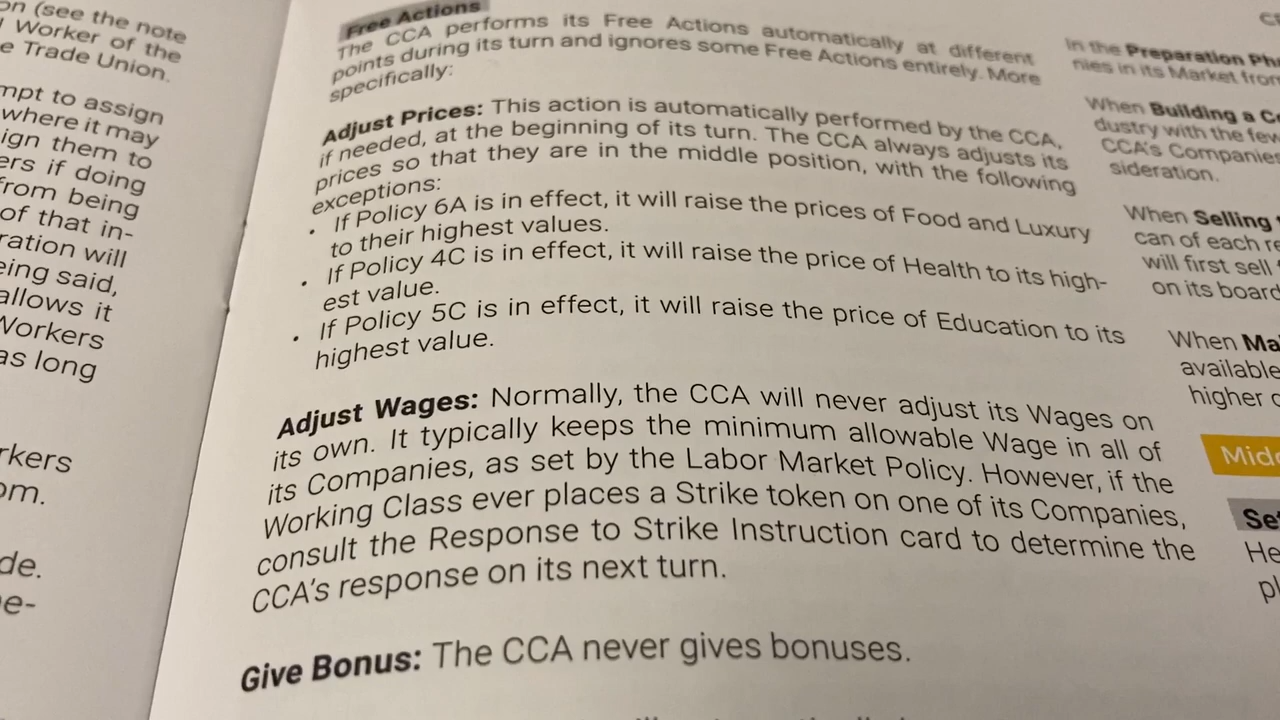 on (see the note
Worker of the
e Trade Union.
mpt to assign
where it may
ign them to
ers if doing
from being
of that in-
ration will
eing said,
allows it
Workers
as long
rkers
om.
de.
e-
Free Actions
The CCA performs its Free Actions automatically at different
points during its turn and ignores some Free Actions entirely. More
specifically:
Adjust Prices: This action is automatically performed by the CCA,
if needed, at the beginning of its turn. The CCA always adjusts its
prices so that they are in the middle position, with the following
exceptions:
• If Policy 6A is in effect, it will raise the prices of Food and Luxury
to their highest values.
• If Policy 4C is in effect, it will raise the price of Health to its high-
est value.
• If Policy 5C is in effect, it will raise the price of Education to its
highest value.
Adjust Wages: Normally, the CCA will never adjust its Wages on
its own. It typically keeps the minimum allowable Wage in all of
its Companies, as set by the Labor Market Policy. However, if the
Working Class ever places a Strike token on one of its Companies,
consult the Response to Strike Instruction card to determine the
CCA's response on its next turn.
Give Bonus: The CCA never gives bonuses.
In the Preparation Ph
nies in its Market from
When Building a C
dustry with the few
CCA's Companies
sideration.
When Selling
can of each re
will first sell
on its board
When Ma
available
higher
Midd
Se
He
pl